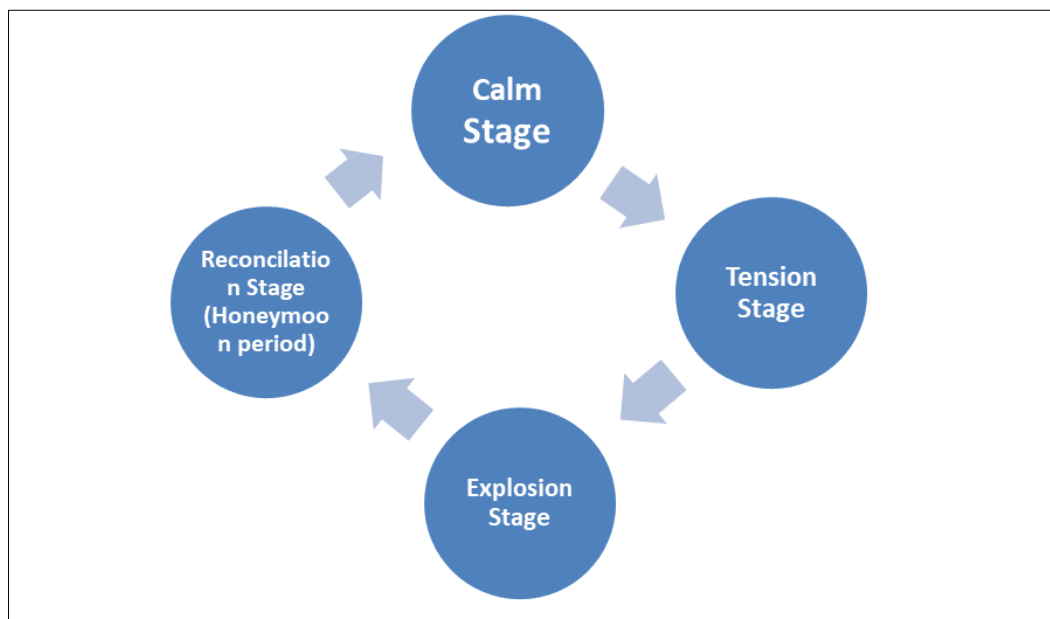 Calm
Stage
Tension
Stage
Explosion
Stage
Reconcilatio
n Stage
(Honeymoo
n period)